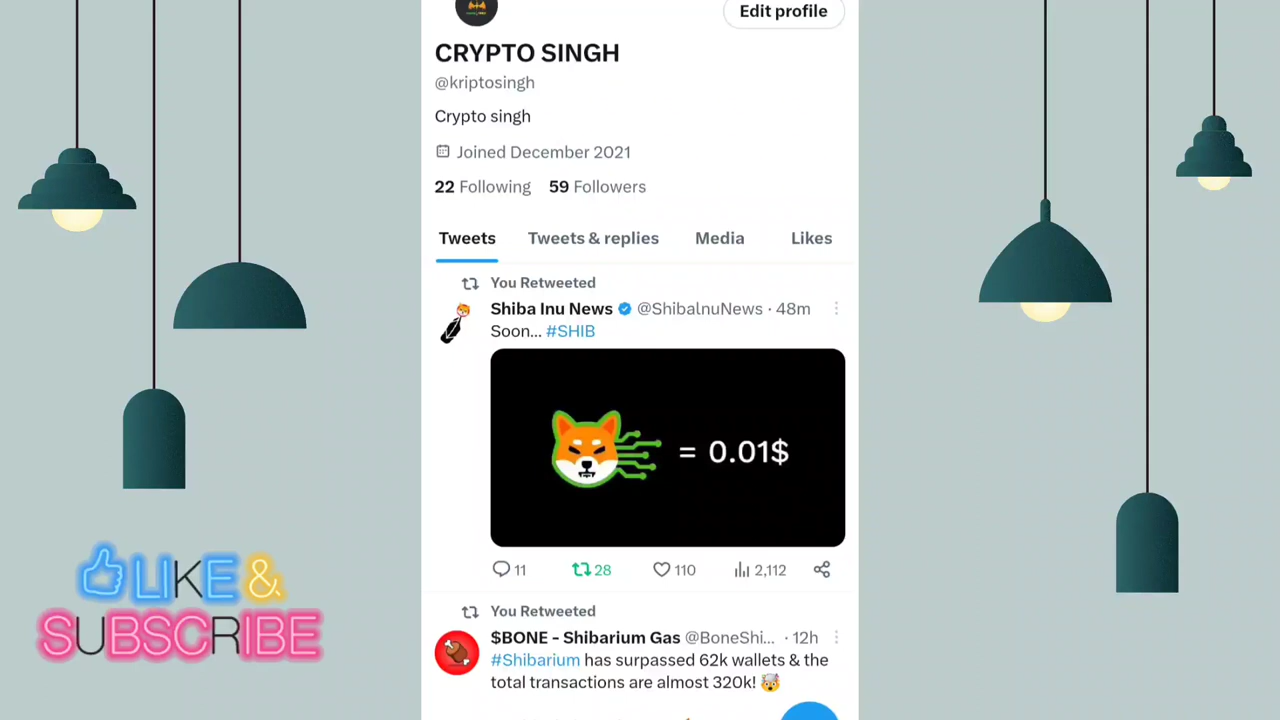 Edit profile
CRYPTO SINGH
@kriptosingh
Crypto singh
Joined December 2021
22 Following 59 Followers
Tweets Tweets & replies Media Likes
You Retweeted
Shiba Inu News @ShibaInuNews · 48m
Soon... #SHIB
= 0.01$
11 28 110 2,112
You Retweeted
$BONE - Shibarium Gas @BoneShi... · 12h
#Shibarium has surpassed 62k wallets & the
total transactions are almost 320k! 🤯
LIKE &
SUBSCRIBE